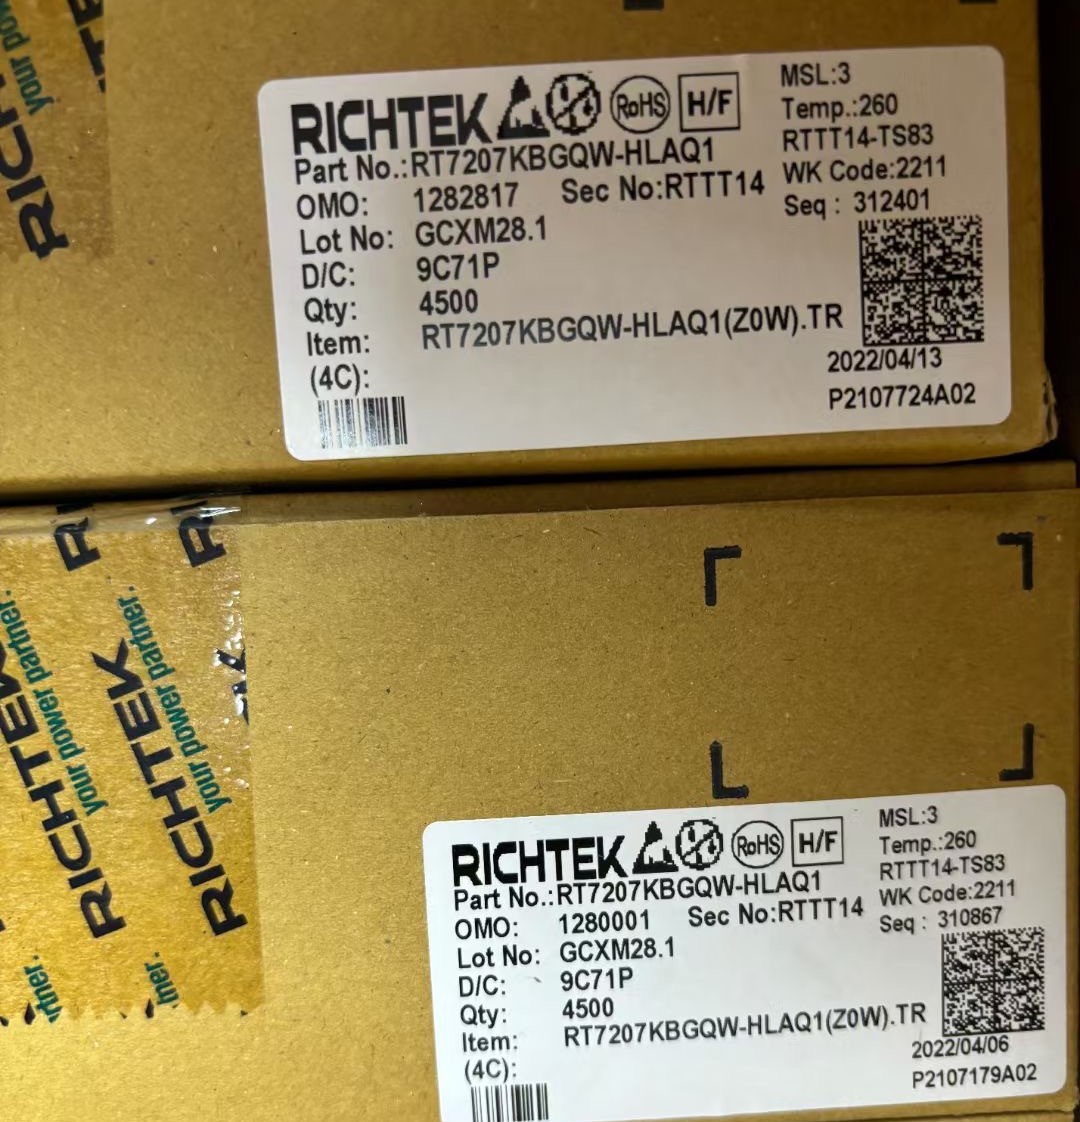 RICHTEK RoHS H/F
MSL:3
Temp.:260
RTTT14-TS83
WK Code:2211
Seq : 312401
Part No.:RT7207KBGQW-HLAQ1
OMO: 1282817 Sec No:RTTT14
Lot No: GCXM28.1
D/C: 9C71P
Qty: 4500
Item: RT7207KBGQW-HLAQ1(Z0W).TR
(4C):
2022/04/13
P2107724A02
RICHTEK
your power partner.
RICHTEK
your power partner.
RICHTEK RoHS H/F
MSL:3
Temp.:260
RTTT14-TS83
WK Code:2211
Seq : 310867
Part No.:RT7207KBGQW-HLAQ1
OMO: 1280001 Sec No:RTTT14
Lot No: GCXM28.1
D/C: 9C71P
Qty: 4500
Item: RT7207KBGQW-HLAQ1(Z0W).TR
(4C):
2022/04/06
P2107179A02